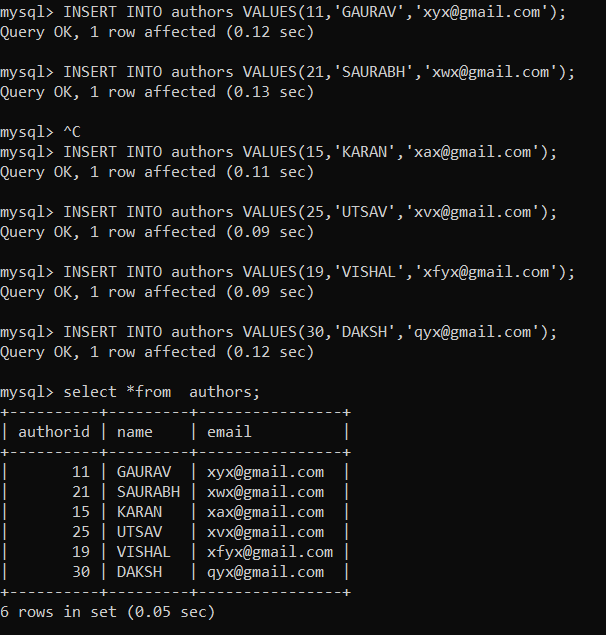 mysql> INSERT INTO authors VALUES(11,'GAURAV','xyx@gmail.com');
Query OK, 1 row affected (0.12 sec)

mysql> INSERT INTO authors VALUES(21,'SAURABH','xwx@gmail.com');
Query OK, 1 row affected (0.13 sec)

mysql> ^C
mysql> INSERT INTO authors VALUES(15,'KARAN','xax@gmail.com');
Query OK, 1 row affected (0.11 sec)

mysql> INSERT INTO authors VALUES(25,'UTSAV','xvx@gmail.com');
Query OK, 1 row affected (0.09 sec)

mysql> INSERT INTO authors VALUES(19,'VISHAL','xfyx@gmail.com');
Query OK, 1 row affected (0.09 sec)

mysql> INSERT INTO authors VALUES(30,'DAKSH','qyx@gmail.com');
Query OK, 1 row affected (0.12 sec)

mysql> select *from  authors;
+----------+---------+----------------+
| authorid | name    | email          |
+----------+---------+----------------+
|       11 | GAURAV  | xyx@gmail.com  |
|       21 | SAURABH | xwx@gmail.com  |
|       15 | KARAN   | xax@gmail.com  |
|       25 | UTSAV   | xvx@gmail.com  |
|       19 | VISHAL  | xfyx@gmail.com |
|       30 | DAKSH   | qyx@gmail.com  |
+----------+---------+----------------+
6 rows in set (0.05 sec)